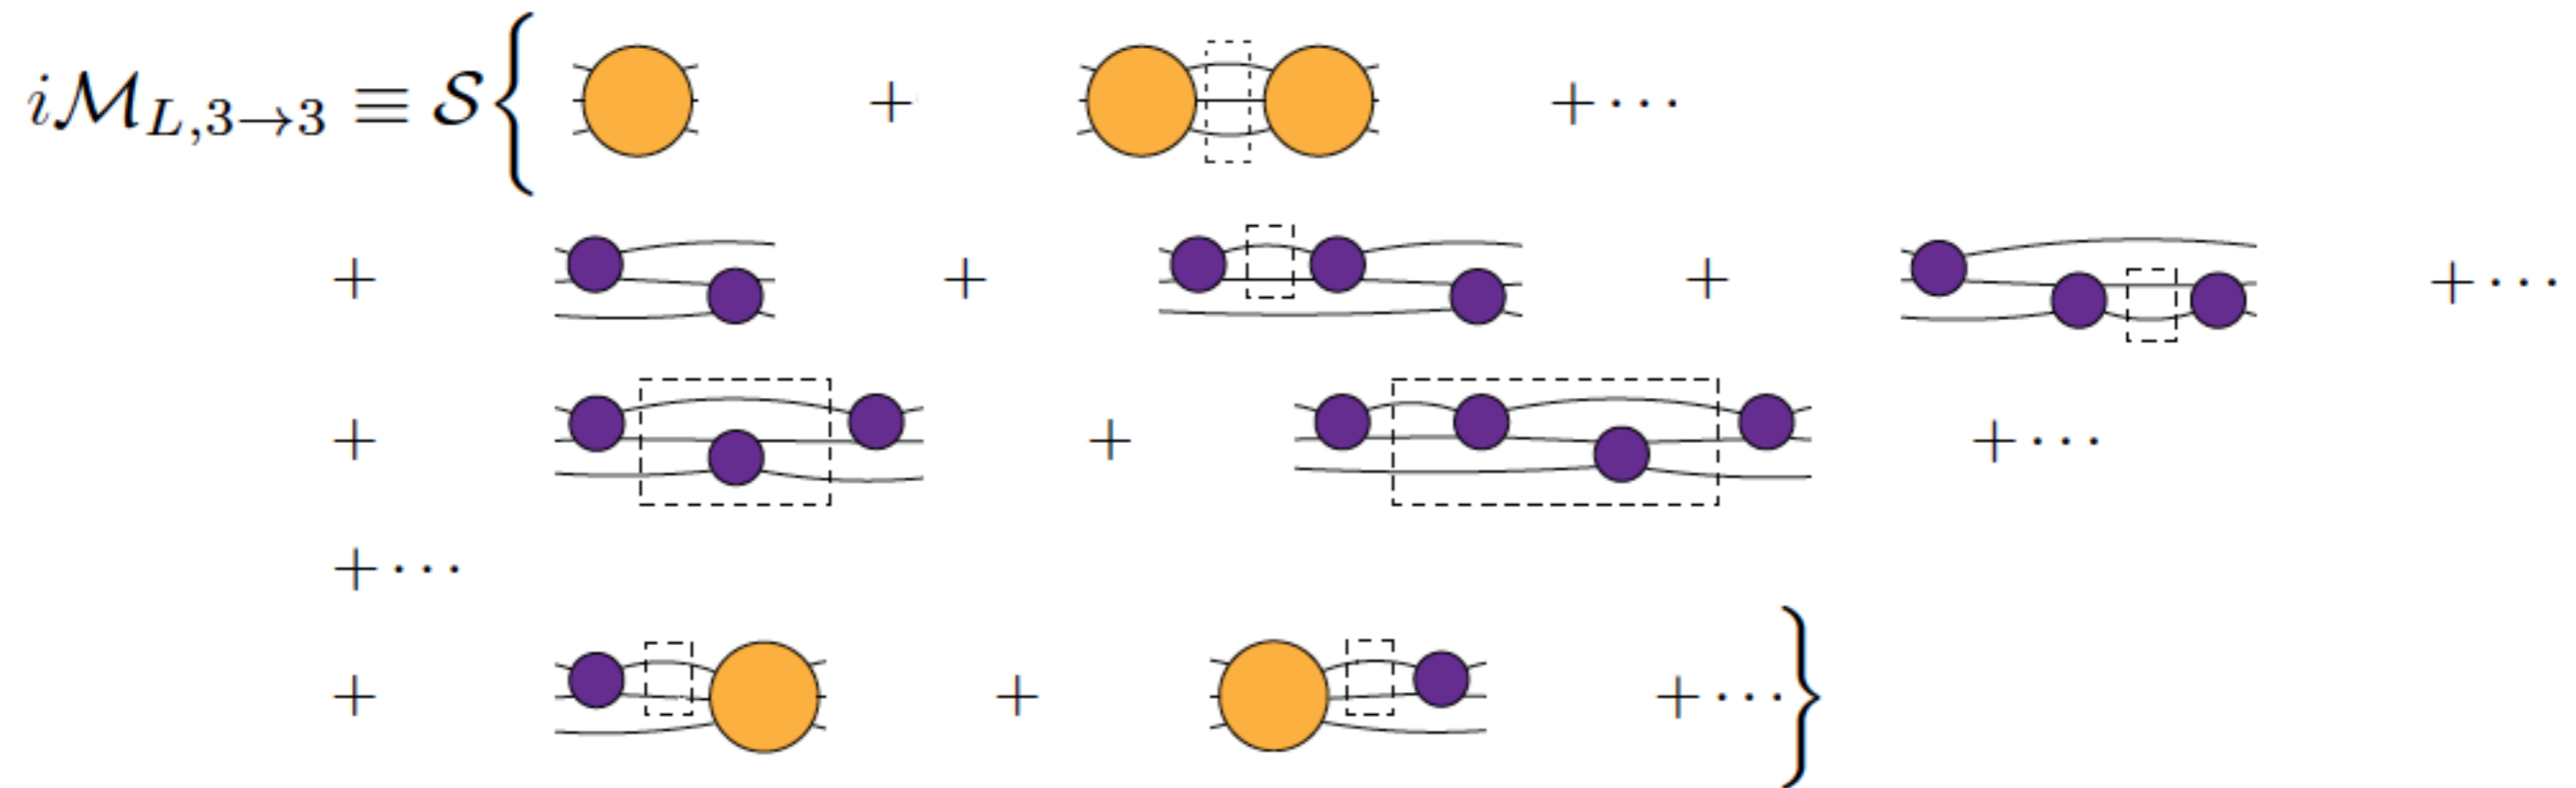 iℳ_{L,3→3} ≡ 𝒮{ + + ⋯
+ + + + ⋯
+ + + ⋯
+ ⋯
+ + + ⋯ }